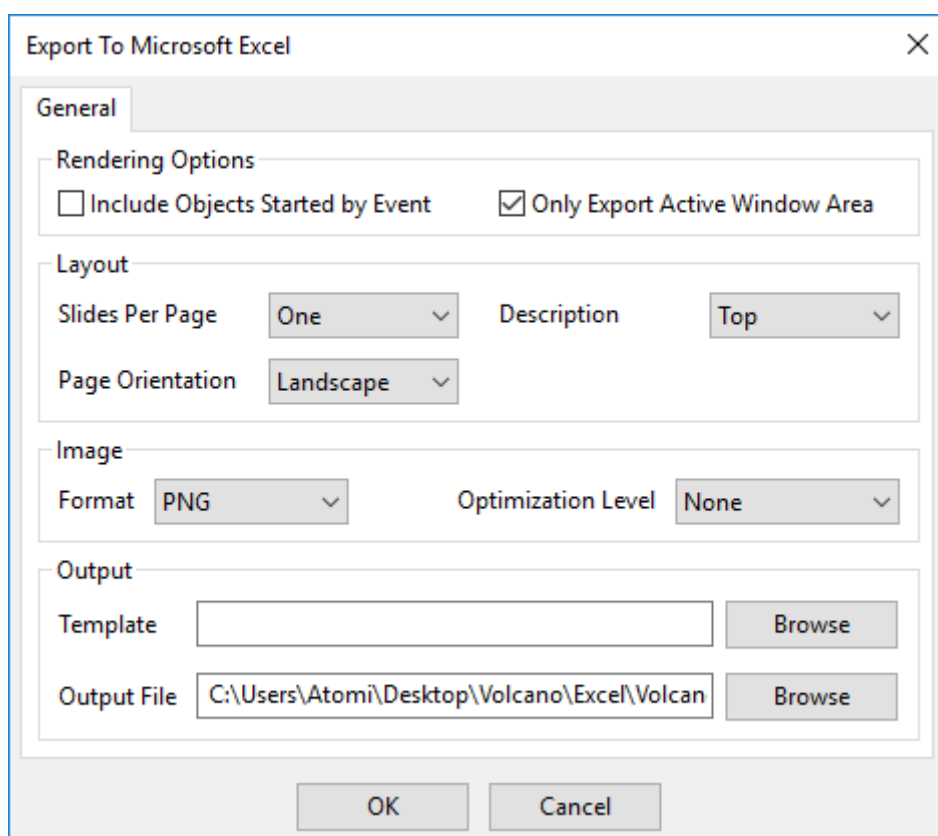 Export To Microsoft Excel
General
Rendering Options
Include Objects Started by Event Only Export Active Window Area
Layout
Slides Per Page One Description Top
Page Orientation Landscape
Image
Format PNG Optimization Level None
Output
Template Browse
Output File C:\Users\Atomi\Desktop\Volcano\Excel\Volcan Browse
OK Cancel